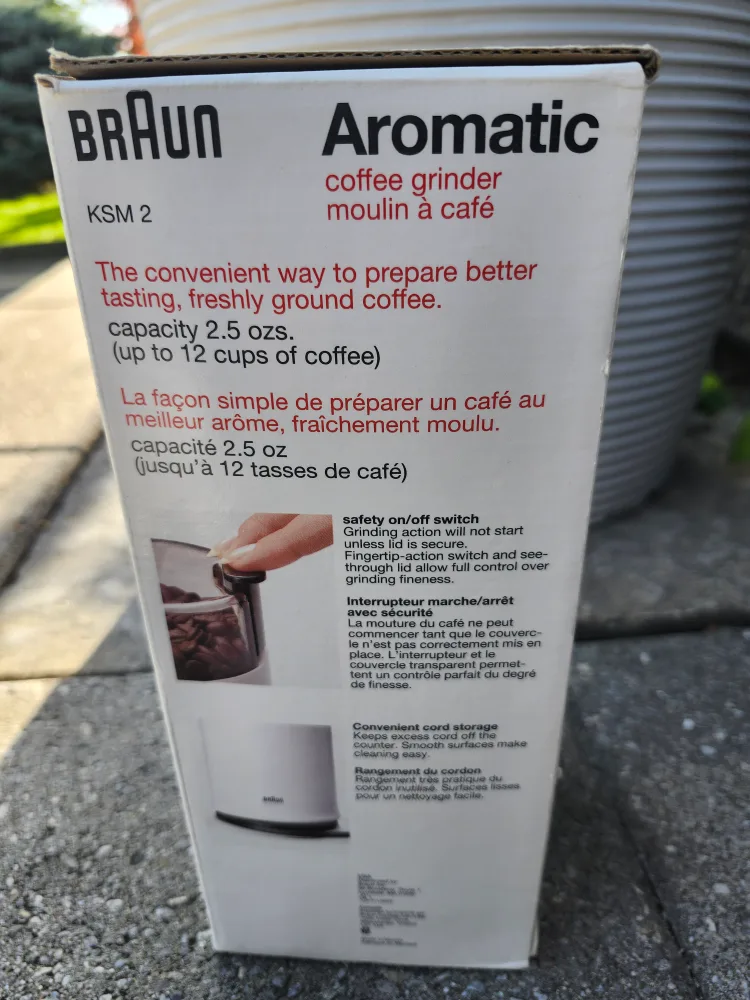 BRAUN
Aromatic
coffee grinder
moulin à café
KSM 2
The convenient way to prepare better
tasting, freshly ground coffee.
capacity 2.5 ozs.
(up to 12 cups of coffee)
La façon simple de préparer un café au
meilleur arôme, fraîchement moulu.
capacité 2.5 oz
(jusqu'à 12 tasses de café)
safety on/off switch
Grinding action will not start
unless lid is secure.
Fingertip-action switch and see-
through lid allow full control over
grinding fineness.
Interrupteur marche/arrêt
avec sécurité
La mouture du café ne peut
commencer tant que le couverc-
le n'est pas correctement mis en
place. L'interrupteur et le
couvercle transparent permet-
tent un contrôle parfait du degré
de finesse.
Convenient cord storage
Keeps excess cord off the
counter. Smooth surfaces make
cleaning easy.
Rangement du cordon
Rangement très pratique du
cordon inutilisé. Surfaces lisses
pour un nettoyage facile.
BRAUN